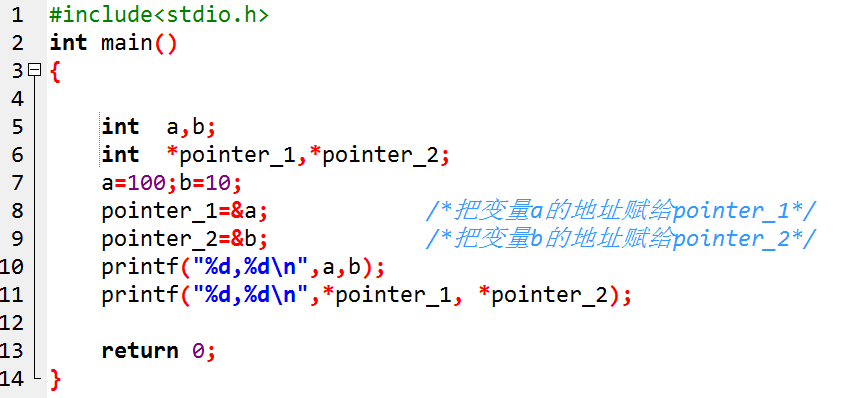 1 #include<stdio.h>
2 int main()
3 {
4
5 int  a,b;
6 int  *pointer_1,*pointer_2;
7 a=100;b=10;
8 pointer_1=&a; /*把变量a的地址赋给pointer_1*/
9 pointer_2=&b; /*把变量b的地址赋给pointer_2*/
10 printf("%d,%d\n",a,b);
11 printf("%d,%d\n",*pointer_1, *pointer_2);
12
13 return 0;
14 }